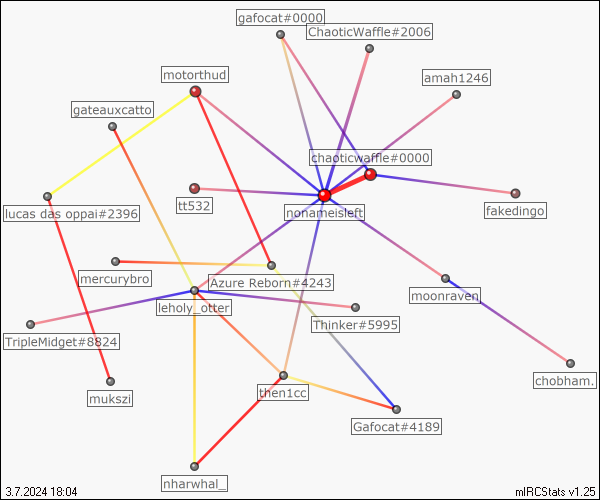 gafocat#0000
ChaoticWaffle#2006
motorthud
amah1246
gateauxcatto
chaoticwaffle#0000
tt532
lucas das oppai#2396
nonameisleft
fakedingo
mercurybro
Azure Reborn#4243
moonraven
leholy_otter
Thinker#5995
TripleMidget#8824
chobham.
mukszi
then1cc
Gafocat#4189
nharwhal_
3.7.2024 18:04
mIRCStats v1.25